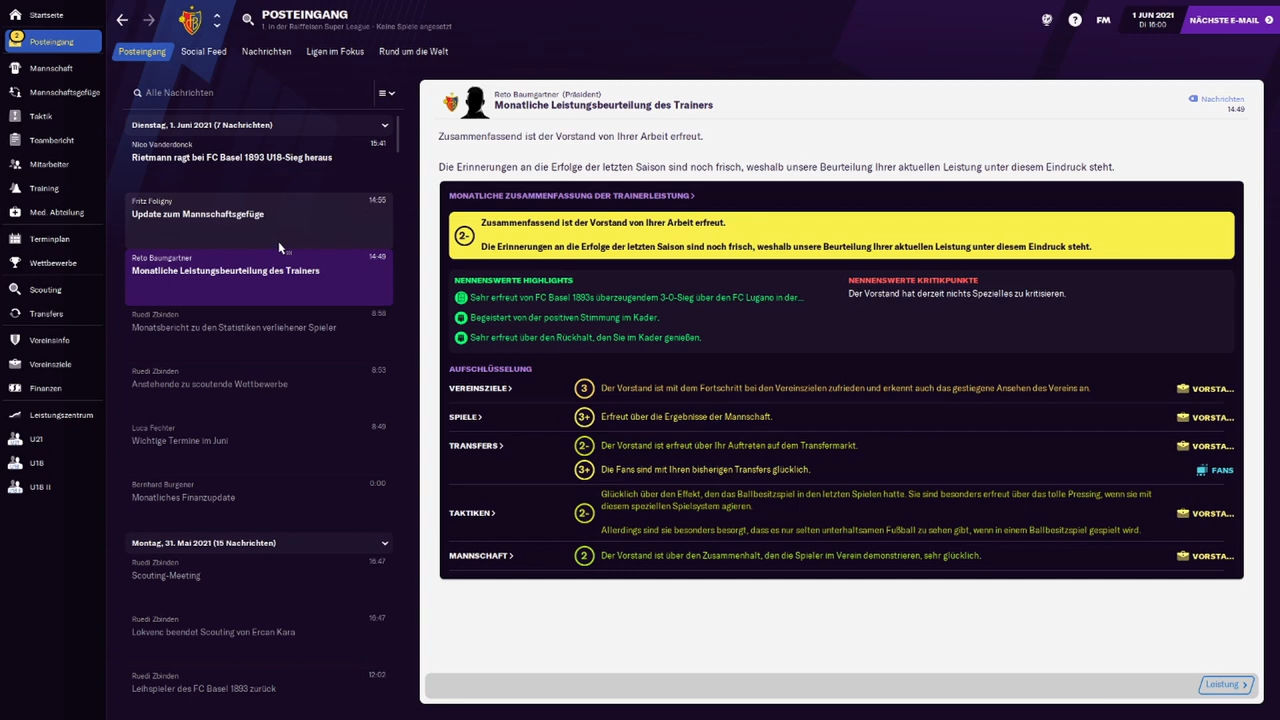 Startseite
2
Posteingang
Mannschaft
Mannschaftsgefüge
Taktik
Teambericht
Mitarbeiter
Training
Med. Abteilung
Terminplan
Wettbewerbe
Scouting
Transfers
Vereinsinfo
Vereinsziele
Finanzen
Leistungszentrum
U21
U18
U18 II
POSTEINGANG
1. in der Raiffeisen Super League - Keine Spiele angesetzt
? FM 1 JUN 2021 NÄCHSTE E-MAIL
Di 16:00
Posteingang Social Feed Nachrichten Ligen im Fokus Rund um die Welt
Alle Nachrichten
Dienstag, 1. Juni 2021 (7 Nachrichten)
Nico Vanderdonck 15:41
Rietmann ragt bei FC Basel 1893 U18-Sieg heraus
Fritz Foligny 14:55
Update zum Mannschaftsgefüge
Reto Baumgartner 14:49
Monatliche Leistungsbeurteilung des Trainers
Ruedi Zbinden 8:58
Monatsbericht zu den Statistiken verliehener Spieler
Ruedi Zbinden 8:53
Anstehende zu scoutende Wettbewerbe
Luca Fechter 8:49
Wichtige Termine im Juni
Bernhard Burgener 0:00
Monatliches Finanzupdate
Montag, 31. Mai 2021 (15 Nachrichten)
Ruedi Zbinden 16:47
Scouting-Meeting
Ruedi Zbinden 16:47
Lokvenc beendet Scouting von Ercan Kara
Ruedi Zbinden 12:02
Leihspieler des FC Basel 1893 zurück
Reto Baumgartner (Präsident)
Monatliche Leistungsbeurteilung des Trainers
Nachrichten
14:49
Zusammenfassend ist der Vorstand von Ihrer Arbeit erfreut.
Die Erinnerungen an die Erfolge der letzten Saison sind noch frisch, weshalb unsere Beurteilung Ihrer aktuellen Leistung unter diesem Eindruck steht.
MONATLICHE ZUSAMMENFASSUNG DER TRAINERLEISTUNG >
2-
Zusammenfassend ist der Vorstand von Ihrer Arbeit erfreut.
Die Erinnerungen an die Erfolge der letzten Saison sind noch frisch, weshalb unsere Beurteilung Ihrer aktuellen Leistung unter diesem Eindruck steht.
NENNENSWERTE HIGHLIGHTS
Sehr erfreut von FC Basel 1893s überzeugendem 3-0-Sieg über den FC Lugano in der...
Begeistert von der positiven Stimmung im Kader.
Sehr erfreut über den Rückhalt, den Sie im Kader genießen.
NENNENSWERTE KRITIKPUNKTE
Der Vorstand hat derzeit nichts Spezielles zu kritisieren.
AUFSCHLÜSSELUNG
VEREINSZIELE > 3 Der Vorstand ist mit dem Fortschritt bei den Vereinszielen zufrieden und erkennt auch das gestiegene Ansehen des Vereins an. VORSTA...
SPIELE > 3+ Erfreut über die Ergebnisse der Mannschaft. VORSTA...
TRANSFERS > 2- Der Vorstand ist erfreut über Ihr Auftreten auf dem Transfermarkt. VORSTA...
3+ Die Fans sind mit Ihren bisherigen Transfers glücklich. FANS
Glücklich über den Effekt, den das Ballbesitzspiel in den letzten Spielen hatte. Sie sind besonders erfreut über das tolle Pressing, wenn sie mit
diesem speziellen Spielsystem agieren.
TAKTIKEN > 2- VORSTA...
Allerdings sind sie besonders besorgt, dass es nur selten unterhaltsamen Fußball zu sehen gibt, wenn in einem Ballbesitzspiel gespielt wird.
MANNSCHAFT > 2 Der Vorstand ist über den Zusammenhalt, den die Spieler im Verein demonstrieren, sehr glücklich. VORSTA...
Leistung >